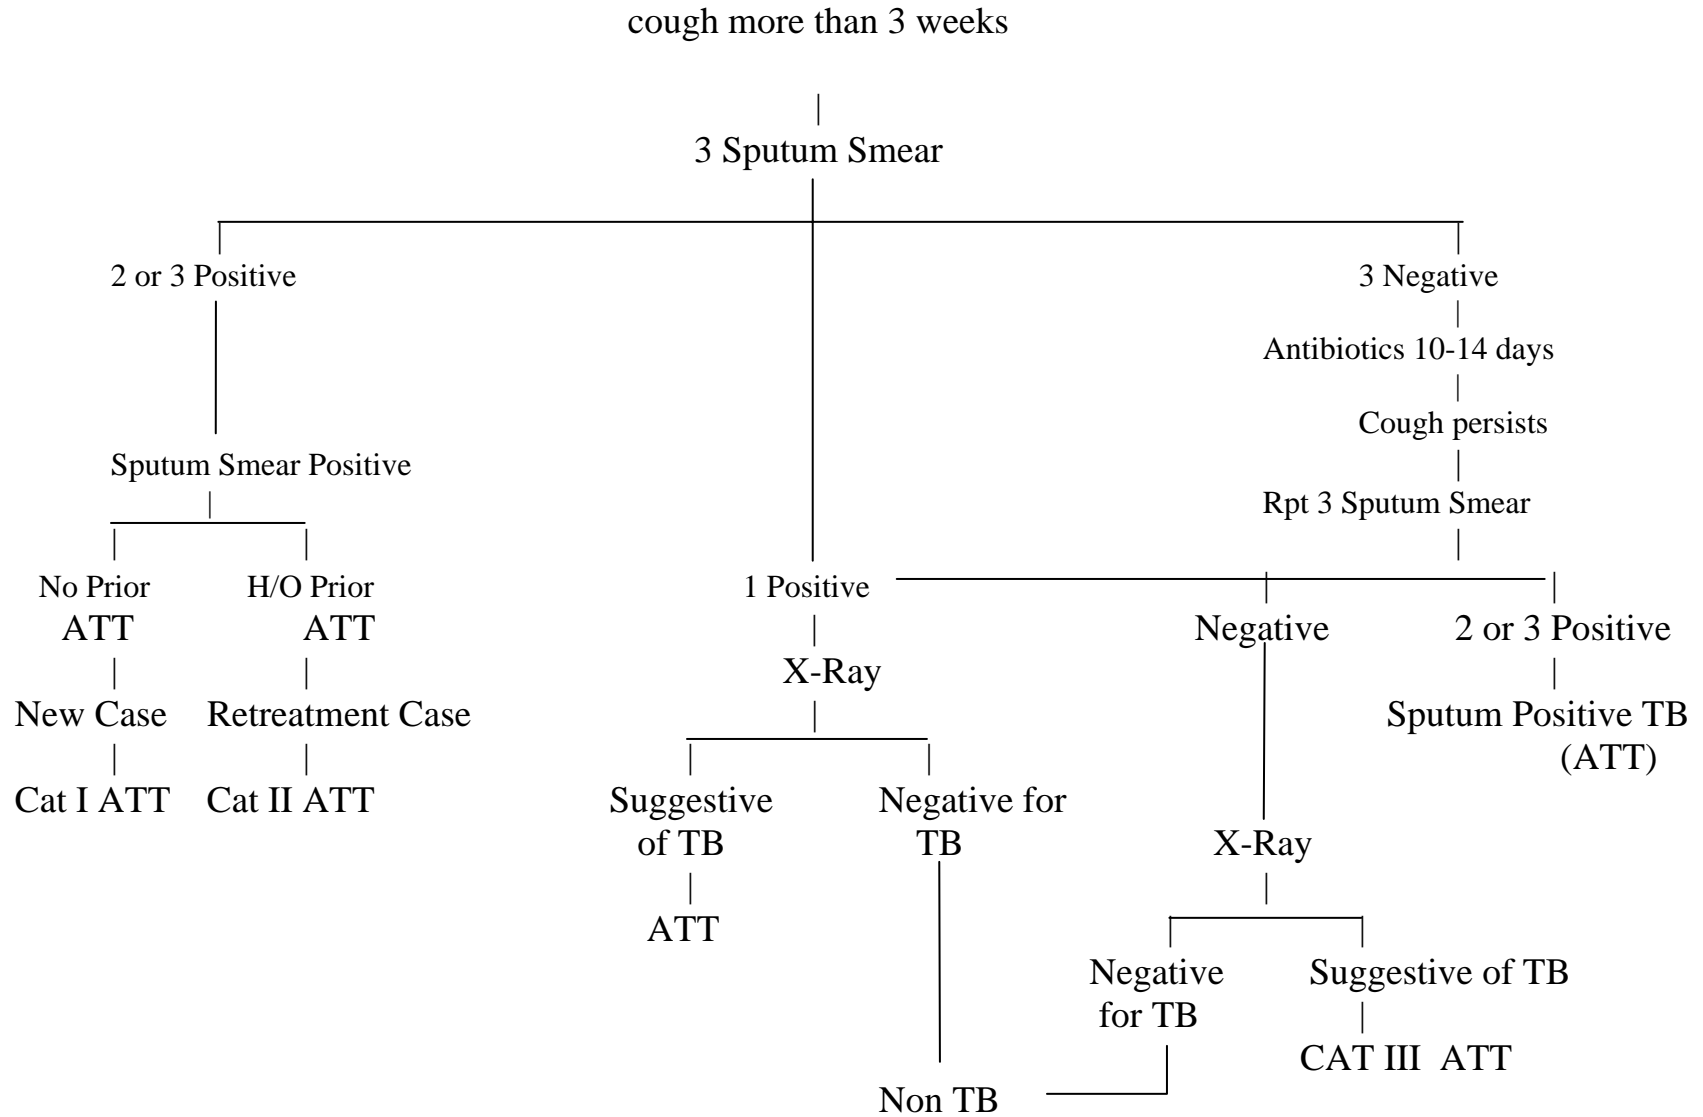 cough more than 3 weeks
3 Sputum Smear
2 or 3 Positive
3 Negative
Antibiotics 10-14 days
Cough persists
Sputum Smear Positive
Rpt 3 Sputum Smear
No Prior
ATT
H/O Prior
ATT
New Case
Retreatment Case
Cat I ATT
Cat II ATT
1 Positive
X-Ray
Suggestive
of TB
ATT
Negative for
TB
Negative
2 or 3 Positive
Sputum Positive TB
(ATT)
X-Ray
Negative
for TB
Suggestive of TB
CAT III ATT
Non TB